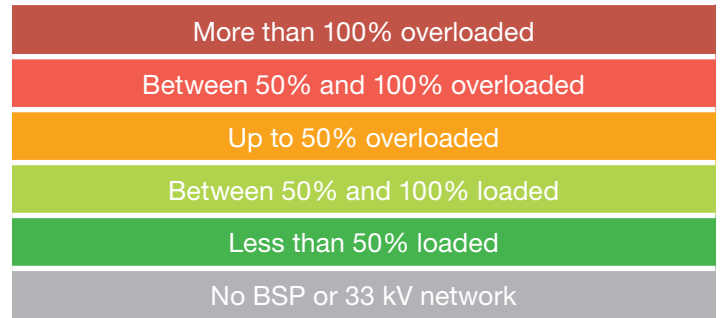 More than 100% overloaded
Between 50% and 100% overloaded
Up to 50% overloaded
Between 50% and 100% loaded
Less than 50% loaded
No BSP or 33 kV network